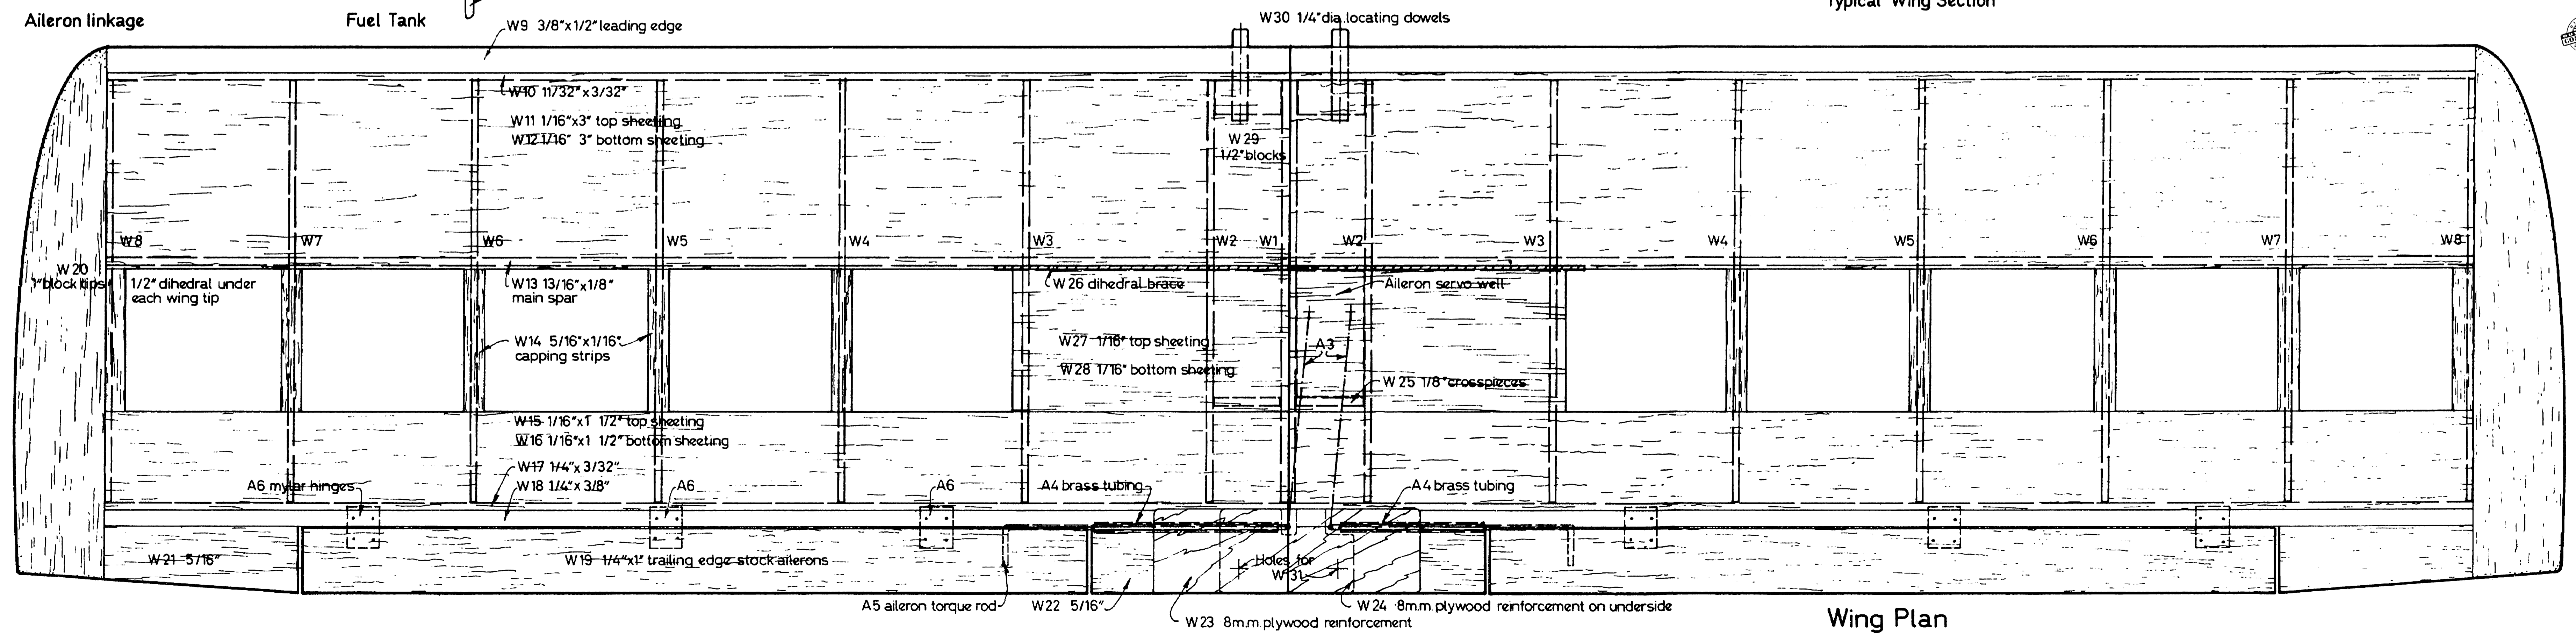 Typical Wing Section
Aileron linkage
Fuel Tank
W9 3/8"x1/2" leading edge
W30 1/4"dia.locating dowels
W10 11/32"x3/32"
W11 1/16"x3" top sheeting
W12 1/16" 3" bottom sheeting
W29
1/2"blocks
W8
W7
W6
W5
W4
W3
W2
W1
W2
W3
W4
W5
W6
W7
W8
W20
1"block tips
1/2" dihedral under
each wing tip
W13 13/16"x1/8"
main spar
W26 dihedral brace
Aileron servo well
W14 5/16"x1/16"
capping strips
W27 1/16" top sheeting
W28 1/16" bottom sheeting
A3
W25 1/8" crosspieces
W15 1/16"x1 1/2" top sheeting
W16 1/16"x1 1/2" bottom sheeting
W17 1/4"x3/32"
W18 1/4"x3/8"
A6 mylar hinges
A6
A6
A4 brass tubing
A4 brass tubing
W21 5/16"
W19 1/4"x1" trailing edge stock ailerons
Holes for
W31
A5 aileron torque rod
W22 5/16"
W24 ·8m.m. plywood reinforcement on underside
W23 8m.m. plywood reinforcement
Wing Plan